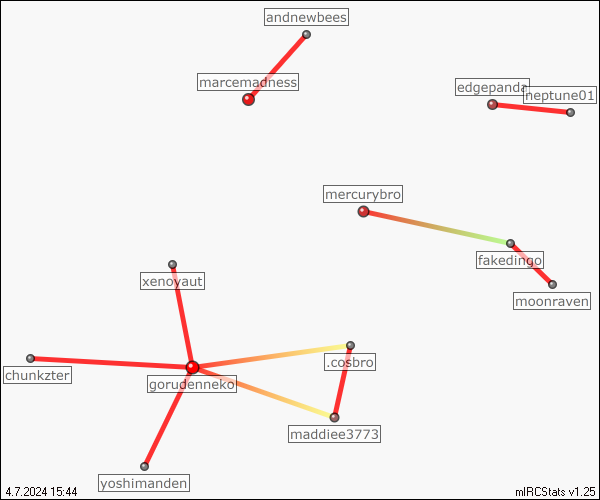 andnewbees
marcemadness
edgepanda
neptune01
mercurybro
fakedingo
xenoyaut
moonraven
.cosbro
chunkzter
gorudenneko
maddiee3773
yoshimanden
4.7.2024 15:44
mIRCStats v1.25